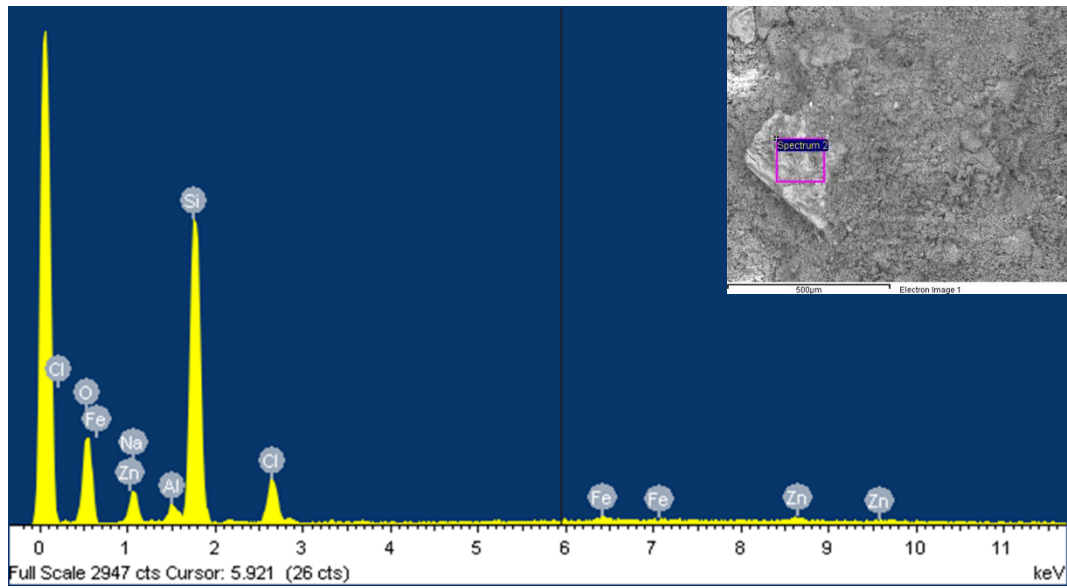 Spectrum 2
500µm Electron Image 1
Si
Cl
O
Fe
Na
Zn
Al
Cl
Fe Fe Zn Zn
0 1 2 3 4 5 6 7 8 9 10 11
Full Scale 2947 cts Cursor: 5.921 (26 cts) keV